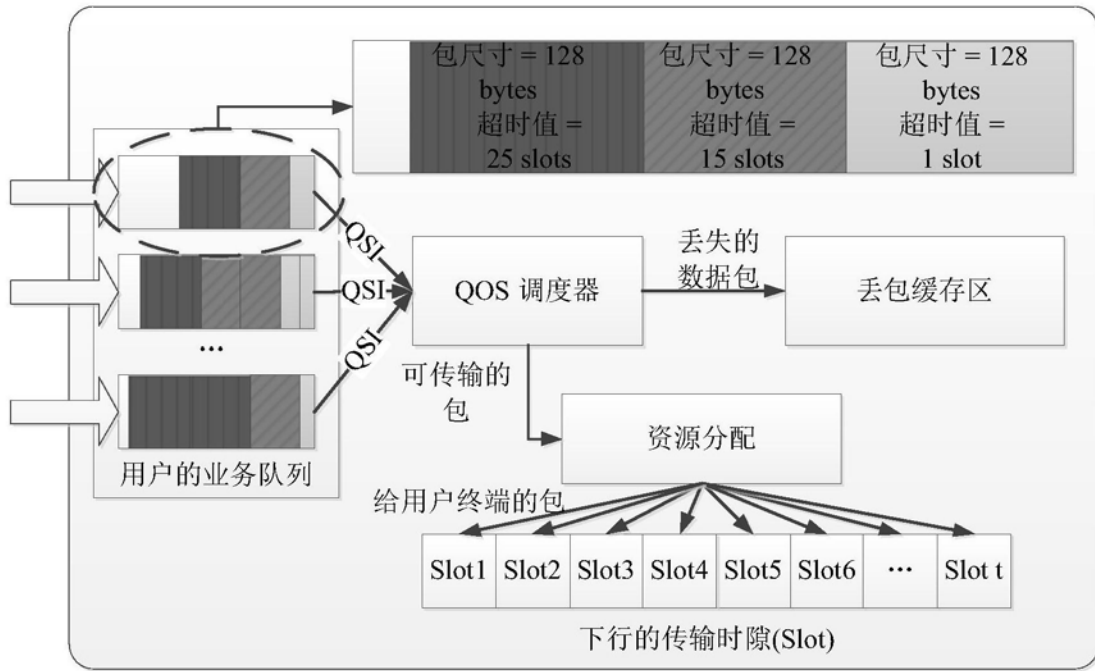 包尺寸 = 128 包尺寸 = 128 包尺寸 = 128
bytes bytes bytes
超时值 = 超时值 = 超时值 =
25 slots 15 slots 1 slot
QSI
QSI
QSI
...
用户的业务队列
QOS 调度器
丢失的
数据包
丢包缓存区
可传输的
包
资源分配
给用户终端的包
Slot1 Slot2 Slot3 Slot4 Slot5 Slot6 ... Slot t
下行的传输时隙(Slot)